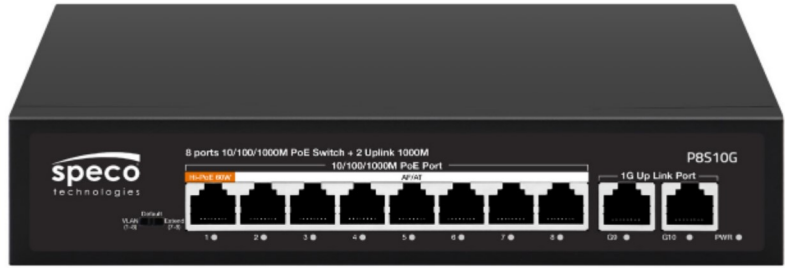 speco
technologies
8 ports 10/100/1000M PoE Switch + 2 Uplink 1000M
P8S10G
10/100/1000M PoE Port
1G Up Link Port
Hi-PoE 60W
AF/AT
Default
VLAN
Extend
(1-8)
(7-8)
1 2 3 4 5 6 7 8 G9 G10 PWR